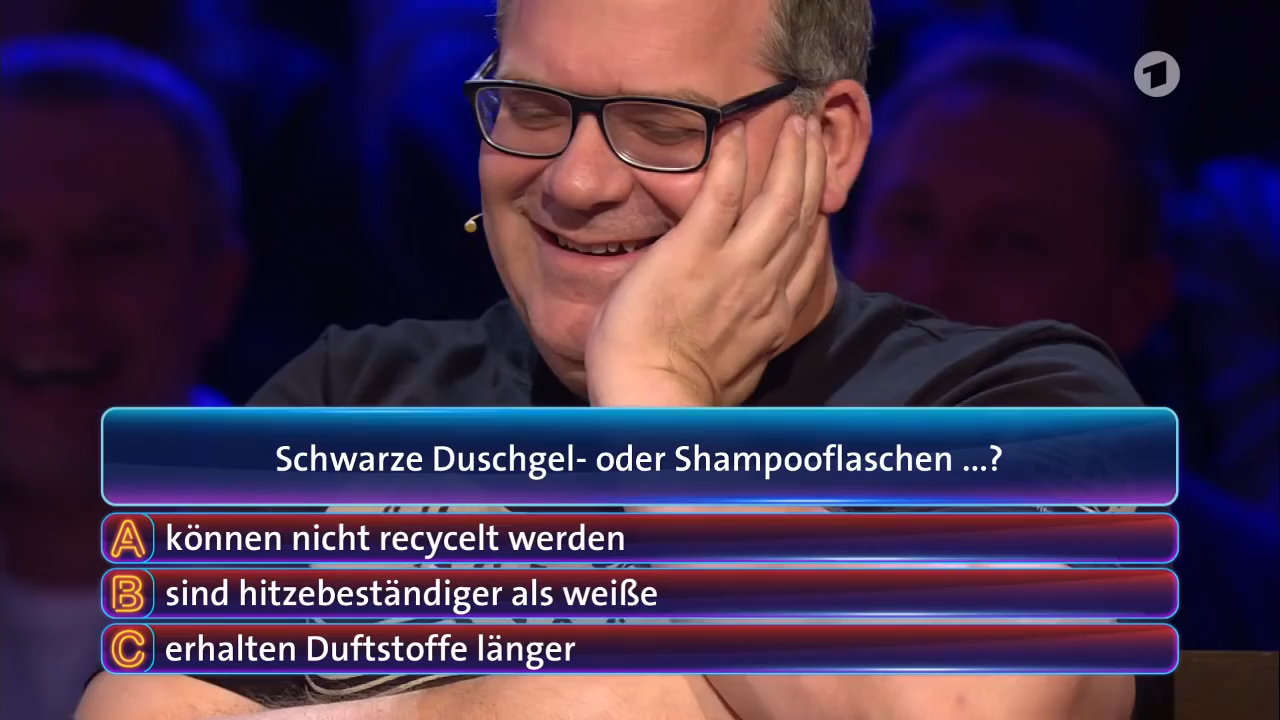 Schwarze Duschgel- oder Shampooflaschen ...?
A können nicht recycelt werden
B sind hitzebeständiger als weiße
C erhalten Duftstoffe länger